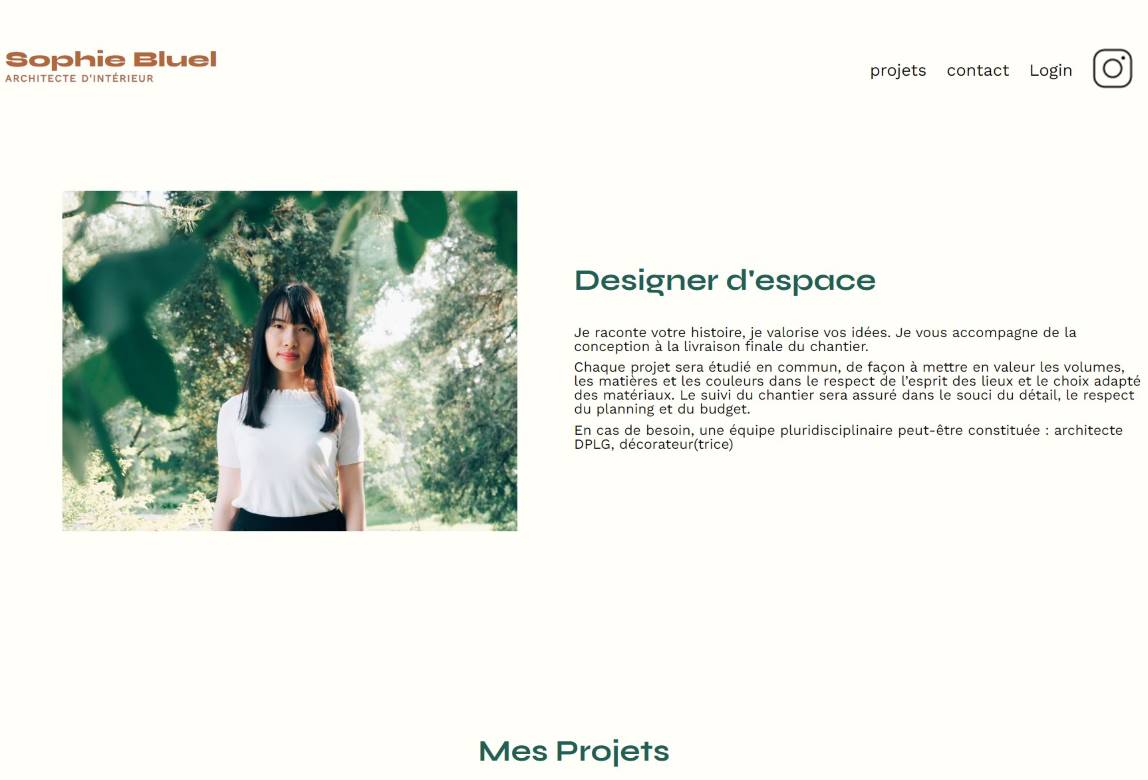 Sophie Bluel
ARCHITECTE D'INTÉRIEUR
projets contact Login
Designer d'espace
Je raconte votre histoire, je valorise vos idées. Je vous accompagne de la
conception à la livraison finale du chantier.
Chaque projet sera étudié en commun, de façon à mettre en valeur les volumes,
les matières et les couleurs dans le respect de l’esprit des lieux et le choix adapté
des matériaux. Le suivi du chantier sera assuré dans le souci du détail, le respect
du planning et du budget.
En cas de besoin, une équipe pluridisciplinaire peut-être constituée : architecte
DPLG, décorateur(trice)
Mes Projets